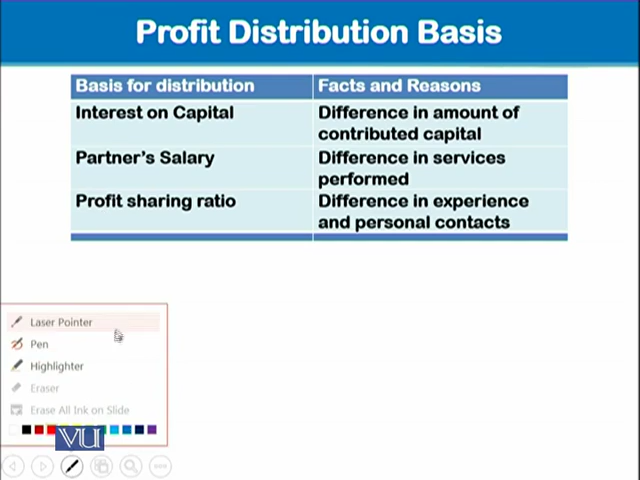 Profit Distribution Basis
Basis for distribution
Facts and Reasons
Interest on Capital
Difference in amount of
contributed capital
Partner's Salary
Difference in services
performed
Profit sharing ratio
Difference in experience
and personal contacts
Laser Pointer
Pen
Highlighter
Eraser
Erase All Ink on Slide
VU